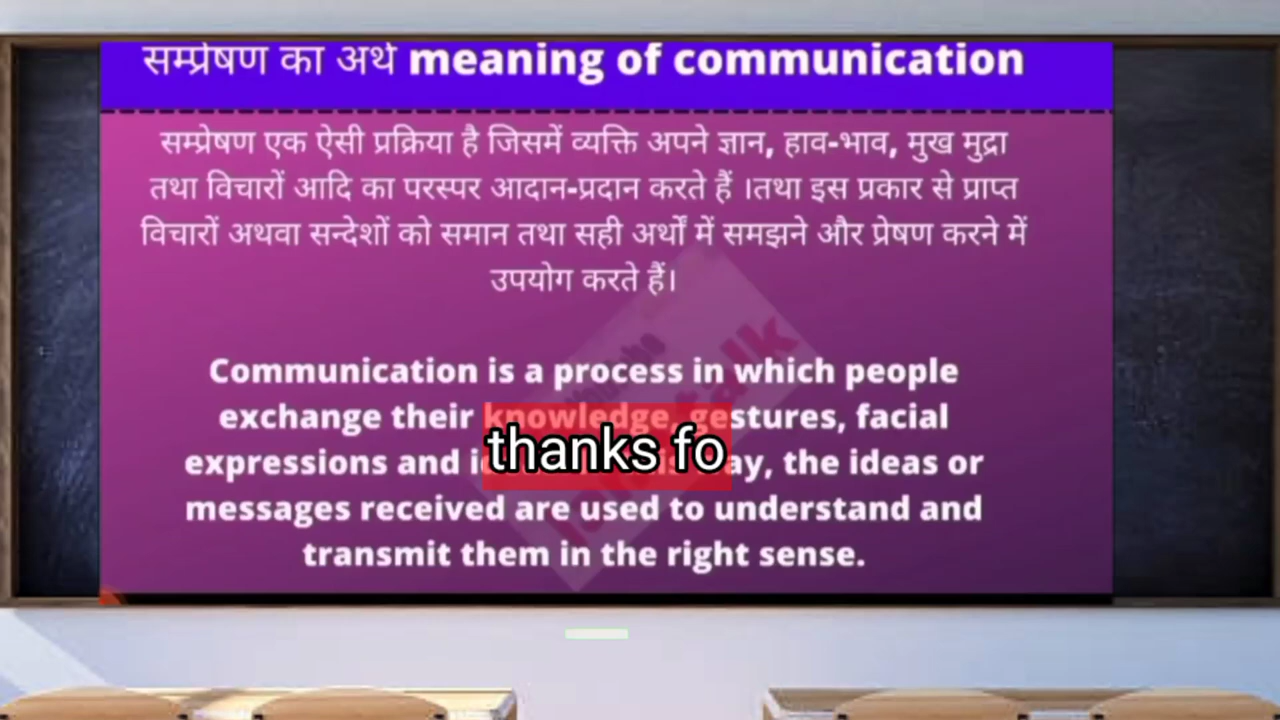 सम्प्रेषण का अर्थ meaning of communication
सम्प्रेषण एक ऐसी प्रक्रिया है जिसमें व्यक्ति अपने ज्ञान, हाव-भाव, मुख मुद्रा
तथा विचारों आदि का परस्पर आदान-प्रदान करते हैं ।तथा इस प्रकार से प्राप्त
विचारों अथवा सन्देशों को समान तथा सही अर्थों में समझने और प्रेषण करने में
उपयोग करते हैं।
Communication is a process in which people
exchange their knowledge, gestures, facial
expressions and the ideas or
messages received are used to understand and
transmit them in the right sense.
thanks fo